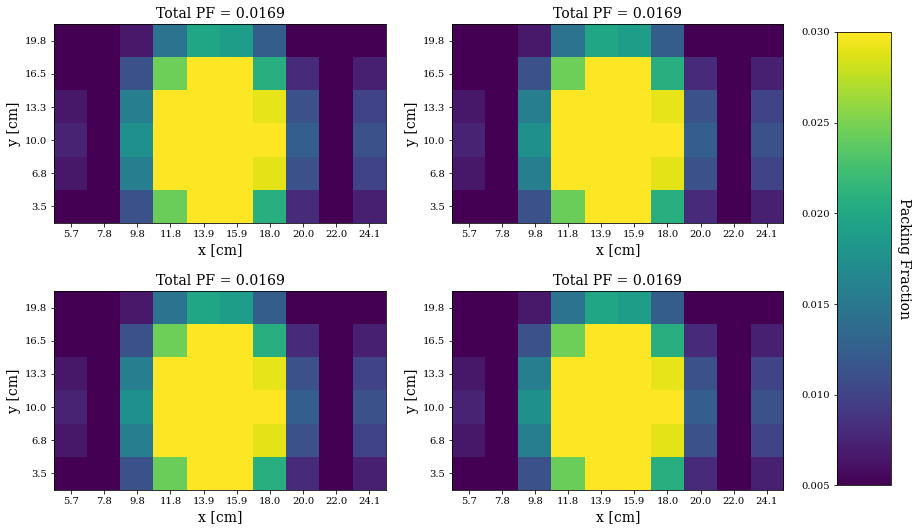 Total PF = 0.0169
Total PF = 0.0169
y [cm]
19.8
16.5
13.3
10.0
6.8
3.5
5.7 7.8 9.8 11.8 13.9 15.9 18.0 20.0 22.0 24.1
x [cm]
y [cm]
19.8
16.5
13.3
10.0
6.8
3.5
5.7 7.8 9.8 11.8 13.9 15.9 18.0 20.0 22.0 24.1
x [cm]
Total PF = 0.0169
Total PF = 0.0169
y [cm]
19.8
16.5
13.3
10.0
6.8
3.5
5.7 7.8 9.8 11.8 13.9 15.9 18.0 20.0 22.0 24.1
x [cm]
y [cm]
19.8
16.5
13.3
10.0
6.8
3.5
5.7 7.8 9.8 11.8 13.9 15.9 18.0 20.0 22.0 24.1
x [cm]
0.030
0.025
0.020
0.015
0.010
0.005
Packing Fraction